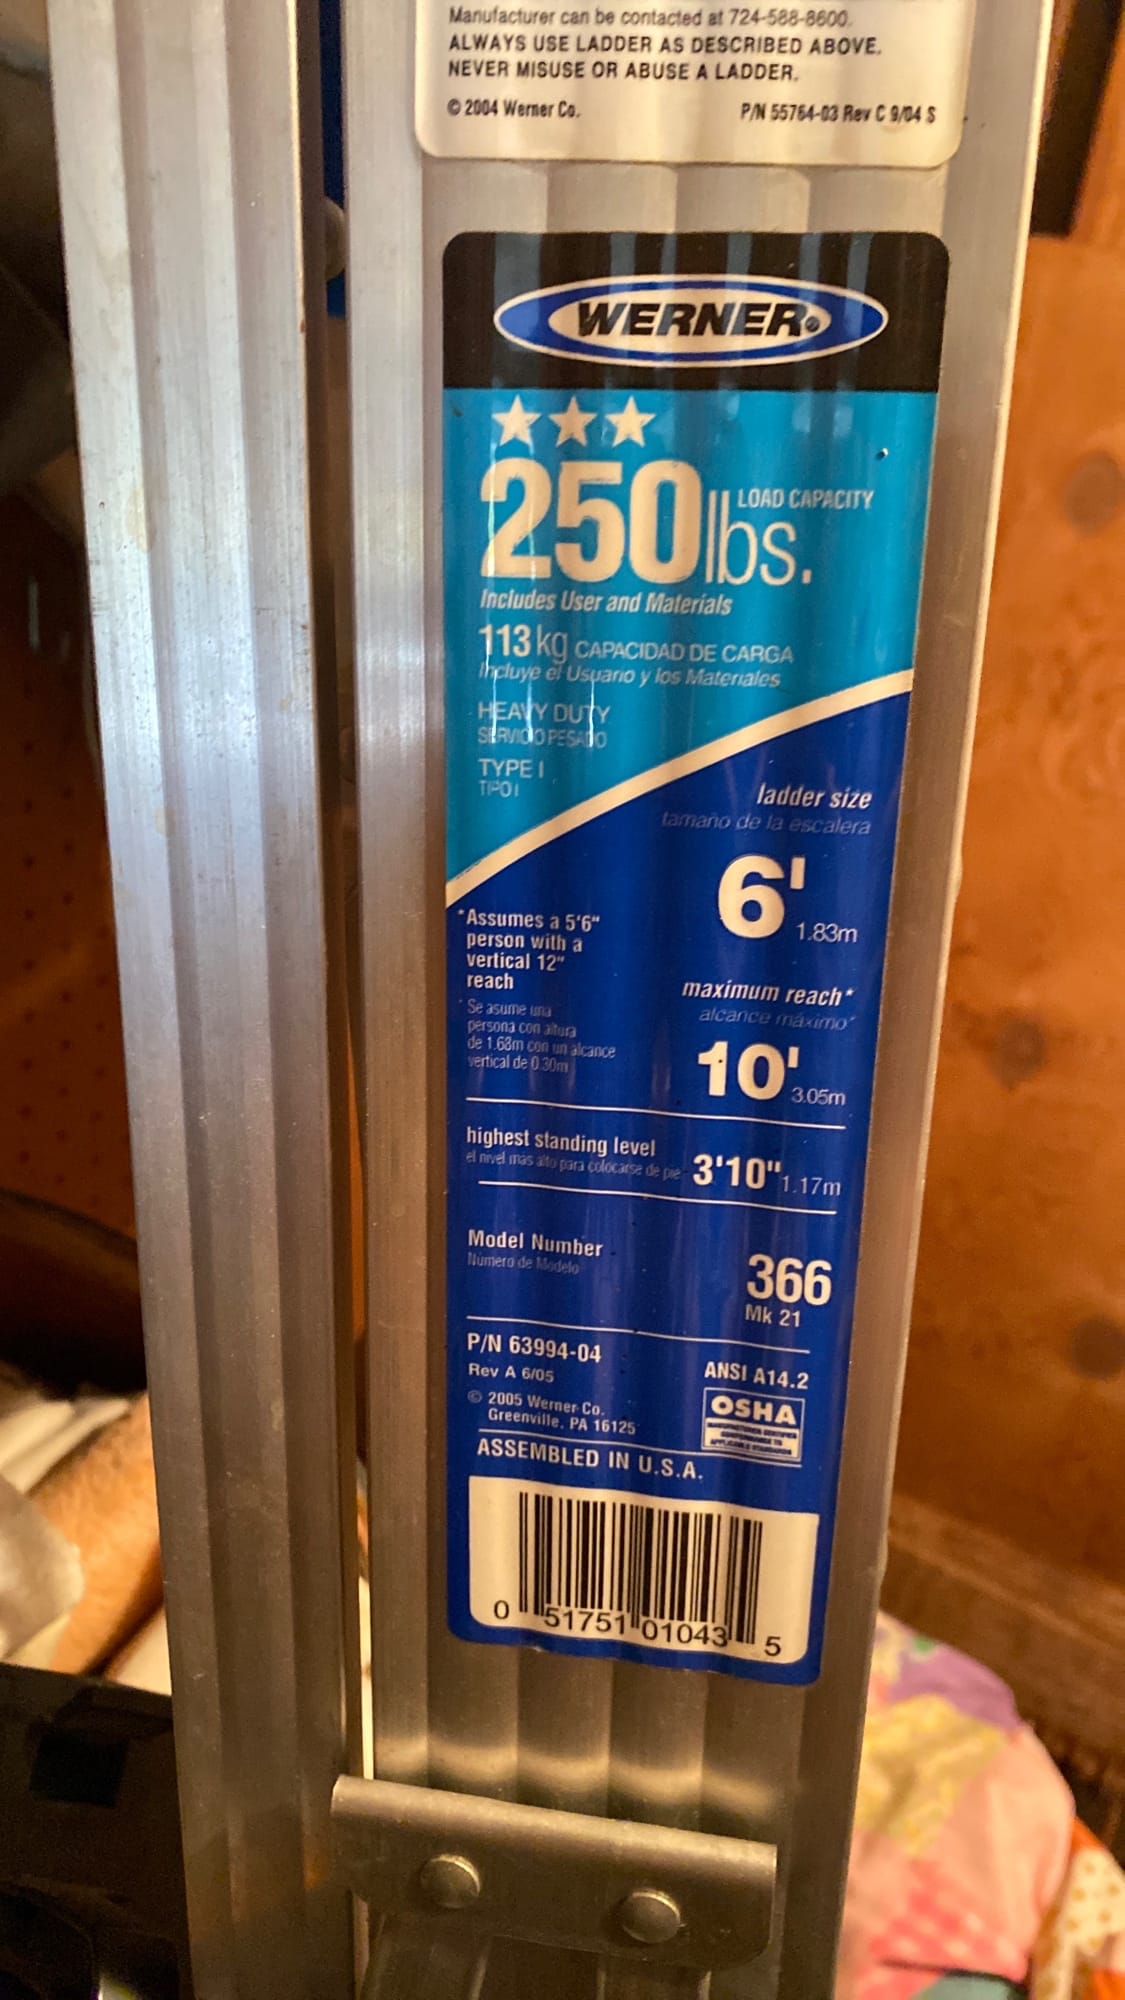 Manufacturer can be contacted at 724-588-8600.
ALWAYS USE LADDER AS DESCRIBED ABOVE.
NEVER MISUSE OR ABUSE A LADDER.
© 2004 Werner Co. P/N 55764-03 Rev C 9/04 S
WERNER®
250 lbs. LOAD CAPACITY
Includes User and Materials
113 kg CAPACIDAD DE CARGA
Incluye el Usuario y los Materiales
HEAVY DUTY
SERVICIO PESADO
TYPE I
TIPO I
ladder size
tamaño de la escalera
6' 1.83m
*Assumes a 5'6"
person with a
vertical 12"
reach
*Se asume una
persona con altura
de 1.68m con un alcance
vertical de 0.30m
maximum reach*
alcance máximo*
10' 3.05m
highest standing level
el nivel mas alto para colocarse de pie
3'10" 1.17m
Model Number
Número de Modelo
366
Mk 21
P/N 63994-04
Rev A 6/05
© 2005 Werner Co.
Greenville, PA 16125
ANSI A14.2
OSHA
ASSEMBLED IN U.S.A.
0 51751 01043 5